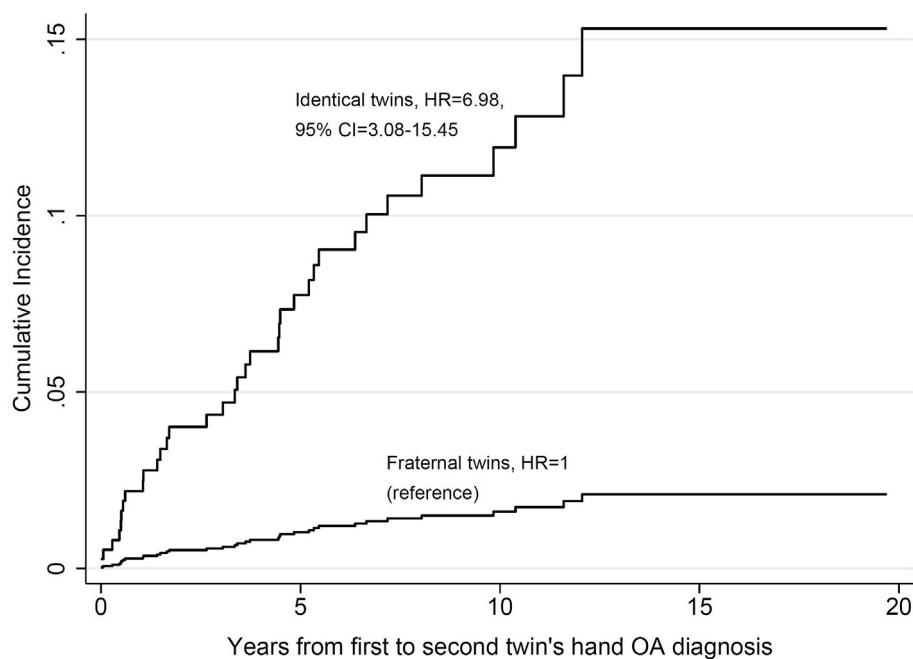 Cumulative Incidence
.15
.1
.05
0
Identical twins, HR=6.98,
95% CI=3.08-15.45
Fraternal twins, HR=1
(reference)
0 5 10 15 20
Years from first to second twin's hand OA diagnosis